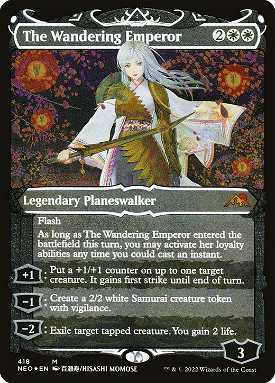 The Wandering Emperor 2
Legendary Planeswalker
Flash
As long as The Wandering Emperor entered the
battlefield this turn, you may activate her loyalty
abilities any time you could cast an instant.
+1: Put a +1/+1 counter on up to one target
creature. It gains first strike until end of turn.
-1: Create a 2/2 white Samurai creature token
with vigilance.
-2: Exile target tapped creature. You gain 2 life.
3
418 M
NEO EN 百瀬寿/HISASHI MOMOSE
™ & © 2022 Wizards of the Coast